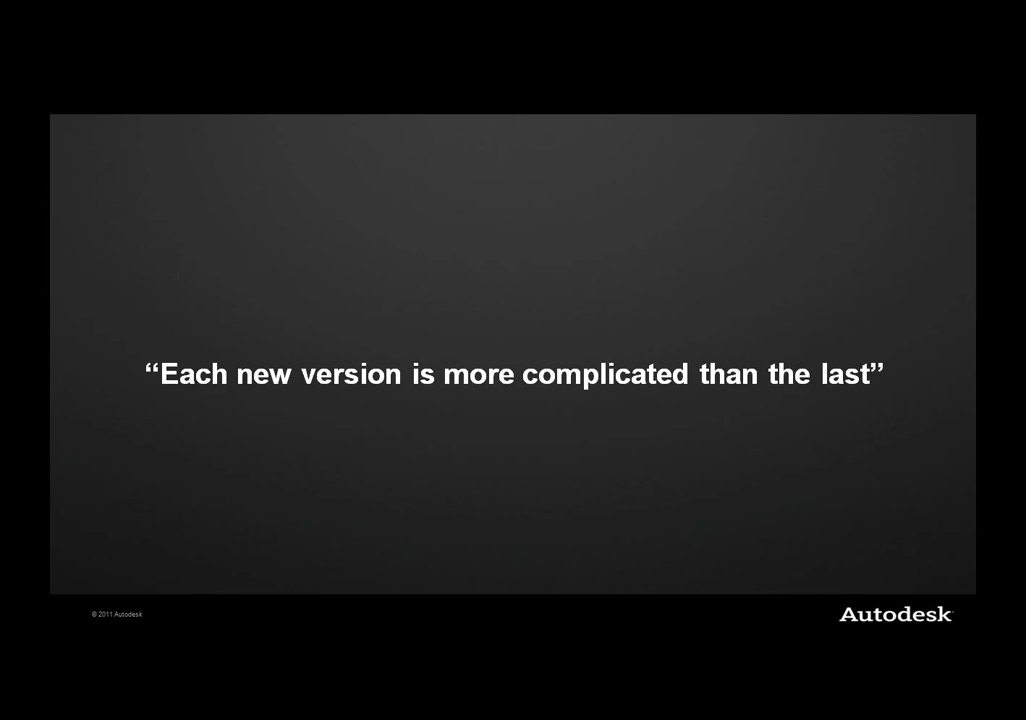 “Each new version is more complicated than the last”
© 2011 Autodesk
Autodesk